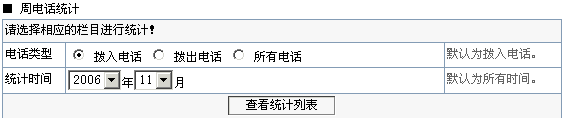 ■ 周电话统计
请选择相应的栏目进行统计!
电话类型 拨入电话 拨出电话 所有电话 默认为拨入电话。
统计时间 2006 年 11 月 默认为所有时间。
查看统计列表